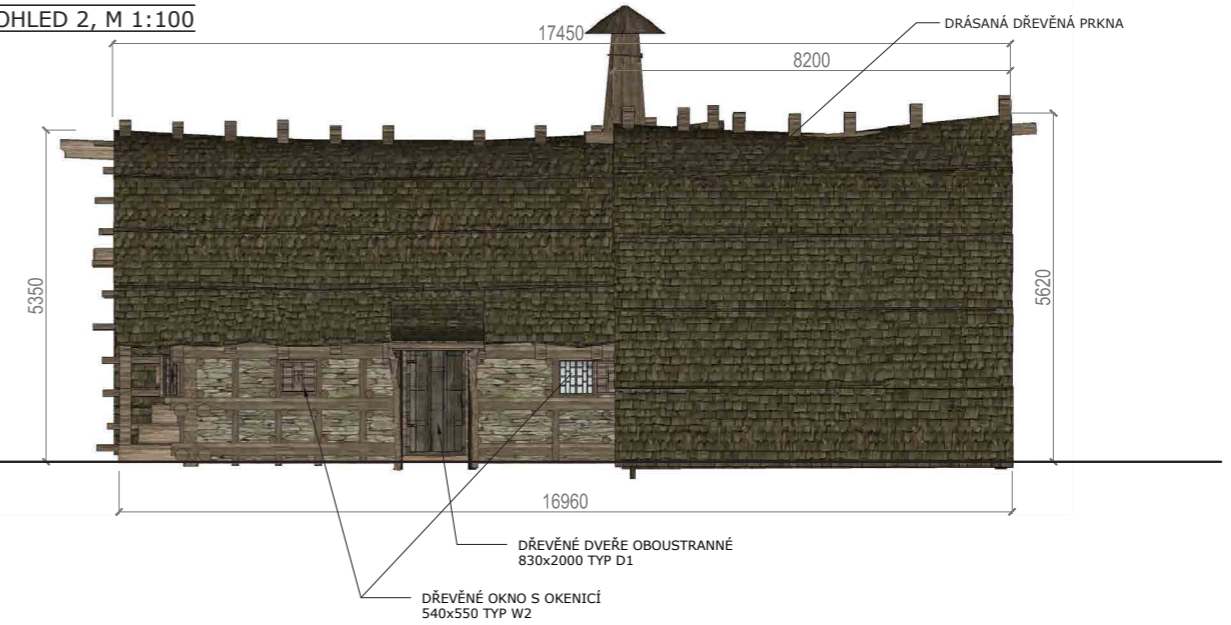 OHLED 2, M 1:100
17450
DRÁSANÁ DŘEVĚNÁ PRKNA
8200
5350
5620
16960
DŘEVĚNÉ DVEŘE OBOUSTRANNÉ
830x2000 TYP D1
DŘEVĚNÉ OKNO S OKENICÍ
540x550 TYP W2